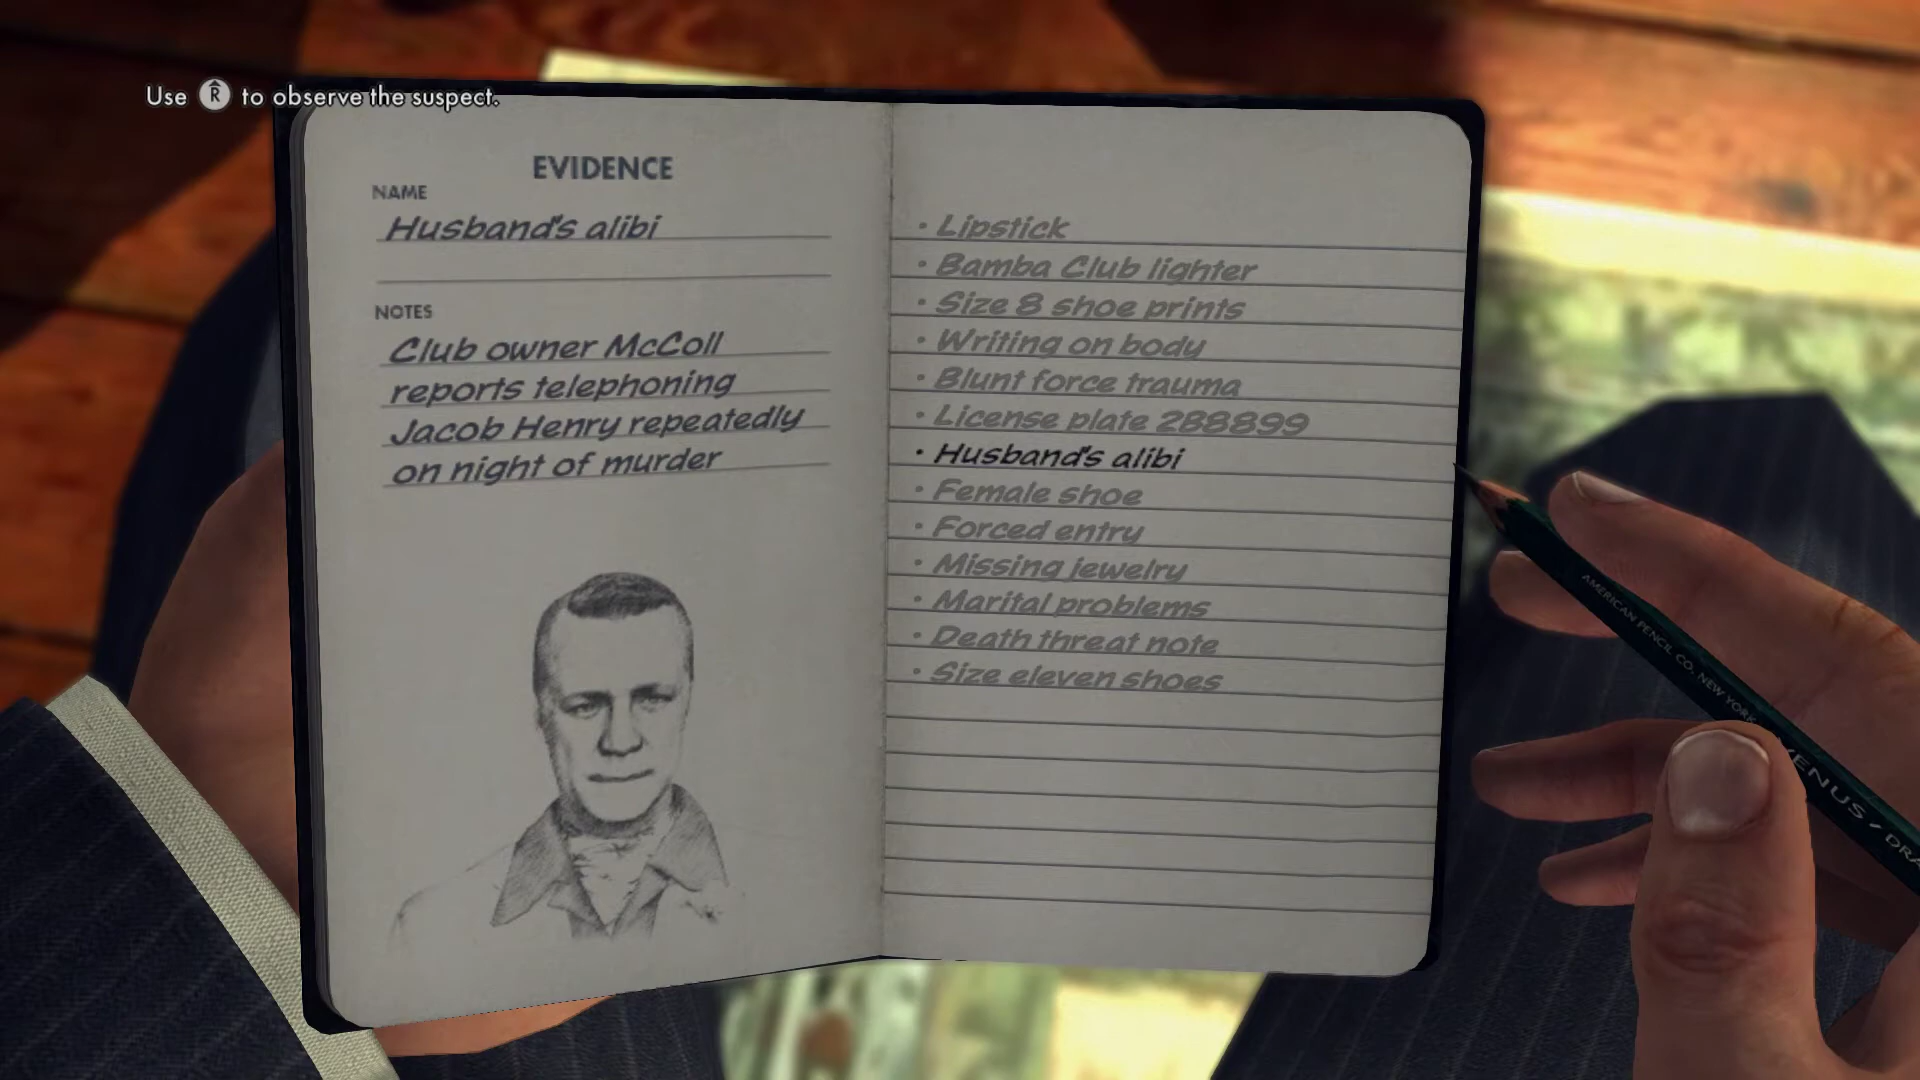 Use R to observe the suspect.
EVIDENCE
NAME
Husband's alibi
NOTES
Club owner McColl
reports telephoning
Jacob Henry repeatedly
on night of murder
• Lipstick
• Bamba Club lighter
• Size 8 shoe prints
• Writing on body
• Blunt force trauma
• License plate 2B8899
• Husband's alibi
• Female shoe
• Forced entry
• Missing jewelry
• Marital problems
• Death threat note
• Size eleven shoes
AMERICAN PENCIL CO. NEW YORK
VENUS / DRA